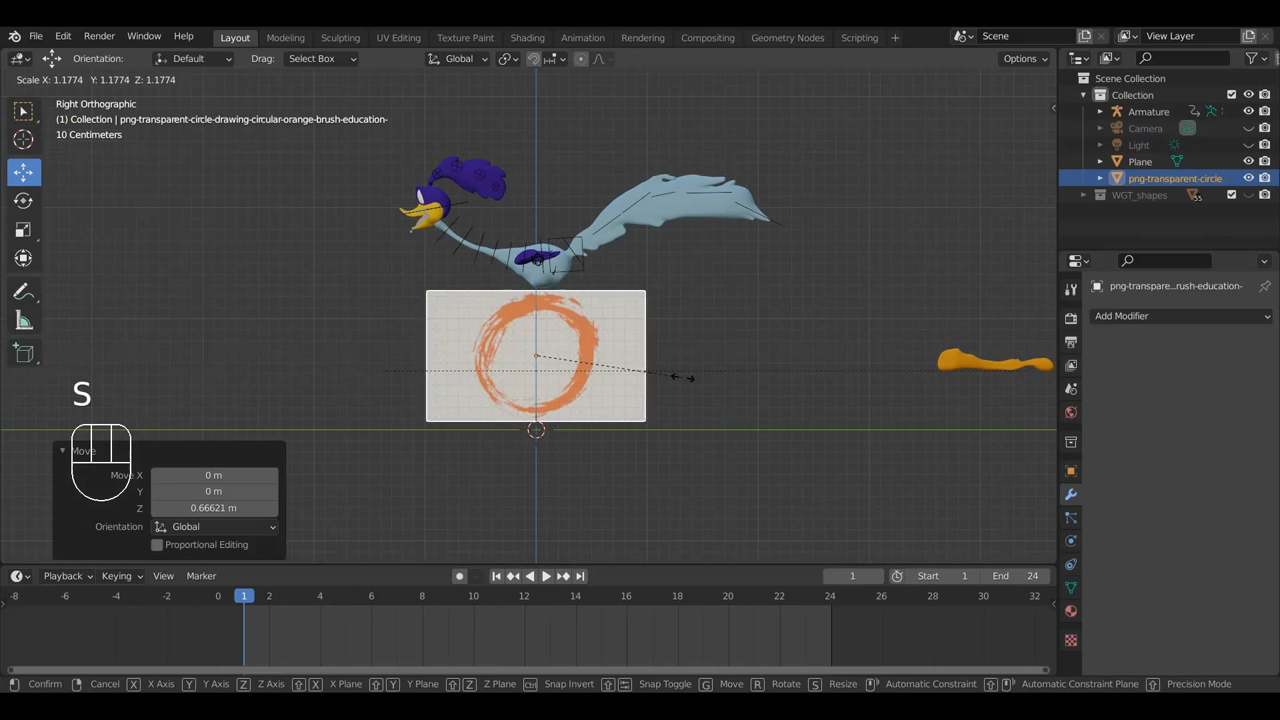 File Render Window Help Layout Modeling Sculpting UV Editing Texture Paint Shading Animation Rendering Compositing Geometry Nodes Scripting + Scene View Layer
Orientation: Default Drag: Select Box Global Options
Scale X: 1.1774 Y: 1.1774 Z: 1.1774
Right Orthographic
(1) Collection | png-transparent-circle-drawing-circular-orange-brush-education-
10 Centimeters
Scene Collection
Collection
Armature
Camera
Light
Plane
png-transparent-circle
WGT_shapes 55
png-transpare...rush-education-
Add Modifier
S
Move
Move X 0 m
Y 0 m
Z 0.66621 m
Orientation Global
Proportional Editing
Playback Keying View Marker 1 Start 1 End 24
-8 -6 -4 -2 0 1 2 4 6 8 10 12 14 16 18 20 22 24 26 28 30 32
Confirm Cancel X X Axis Y Y Axis Z Z Axis X X Plane Y Y Plane Z Z Plane Ctrl Snap Invert Snap Toggle G Move R Rotate S Resize Automatic Constraint Automatic Constraint Plane Precision Mode